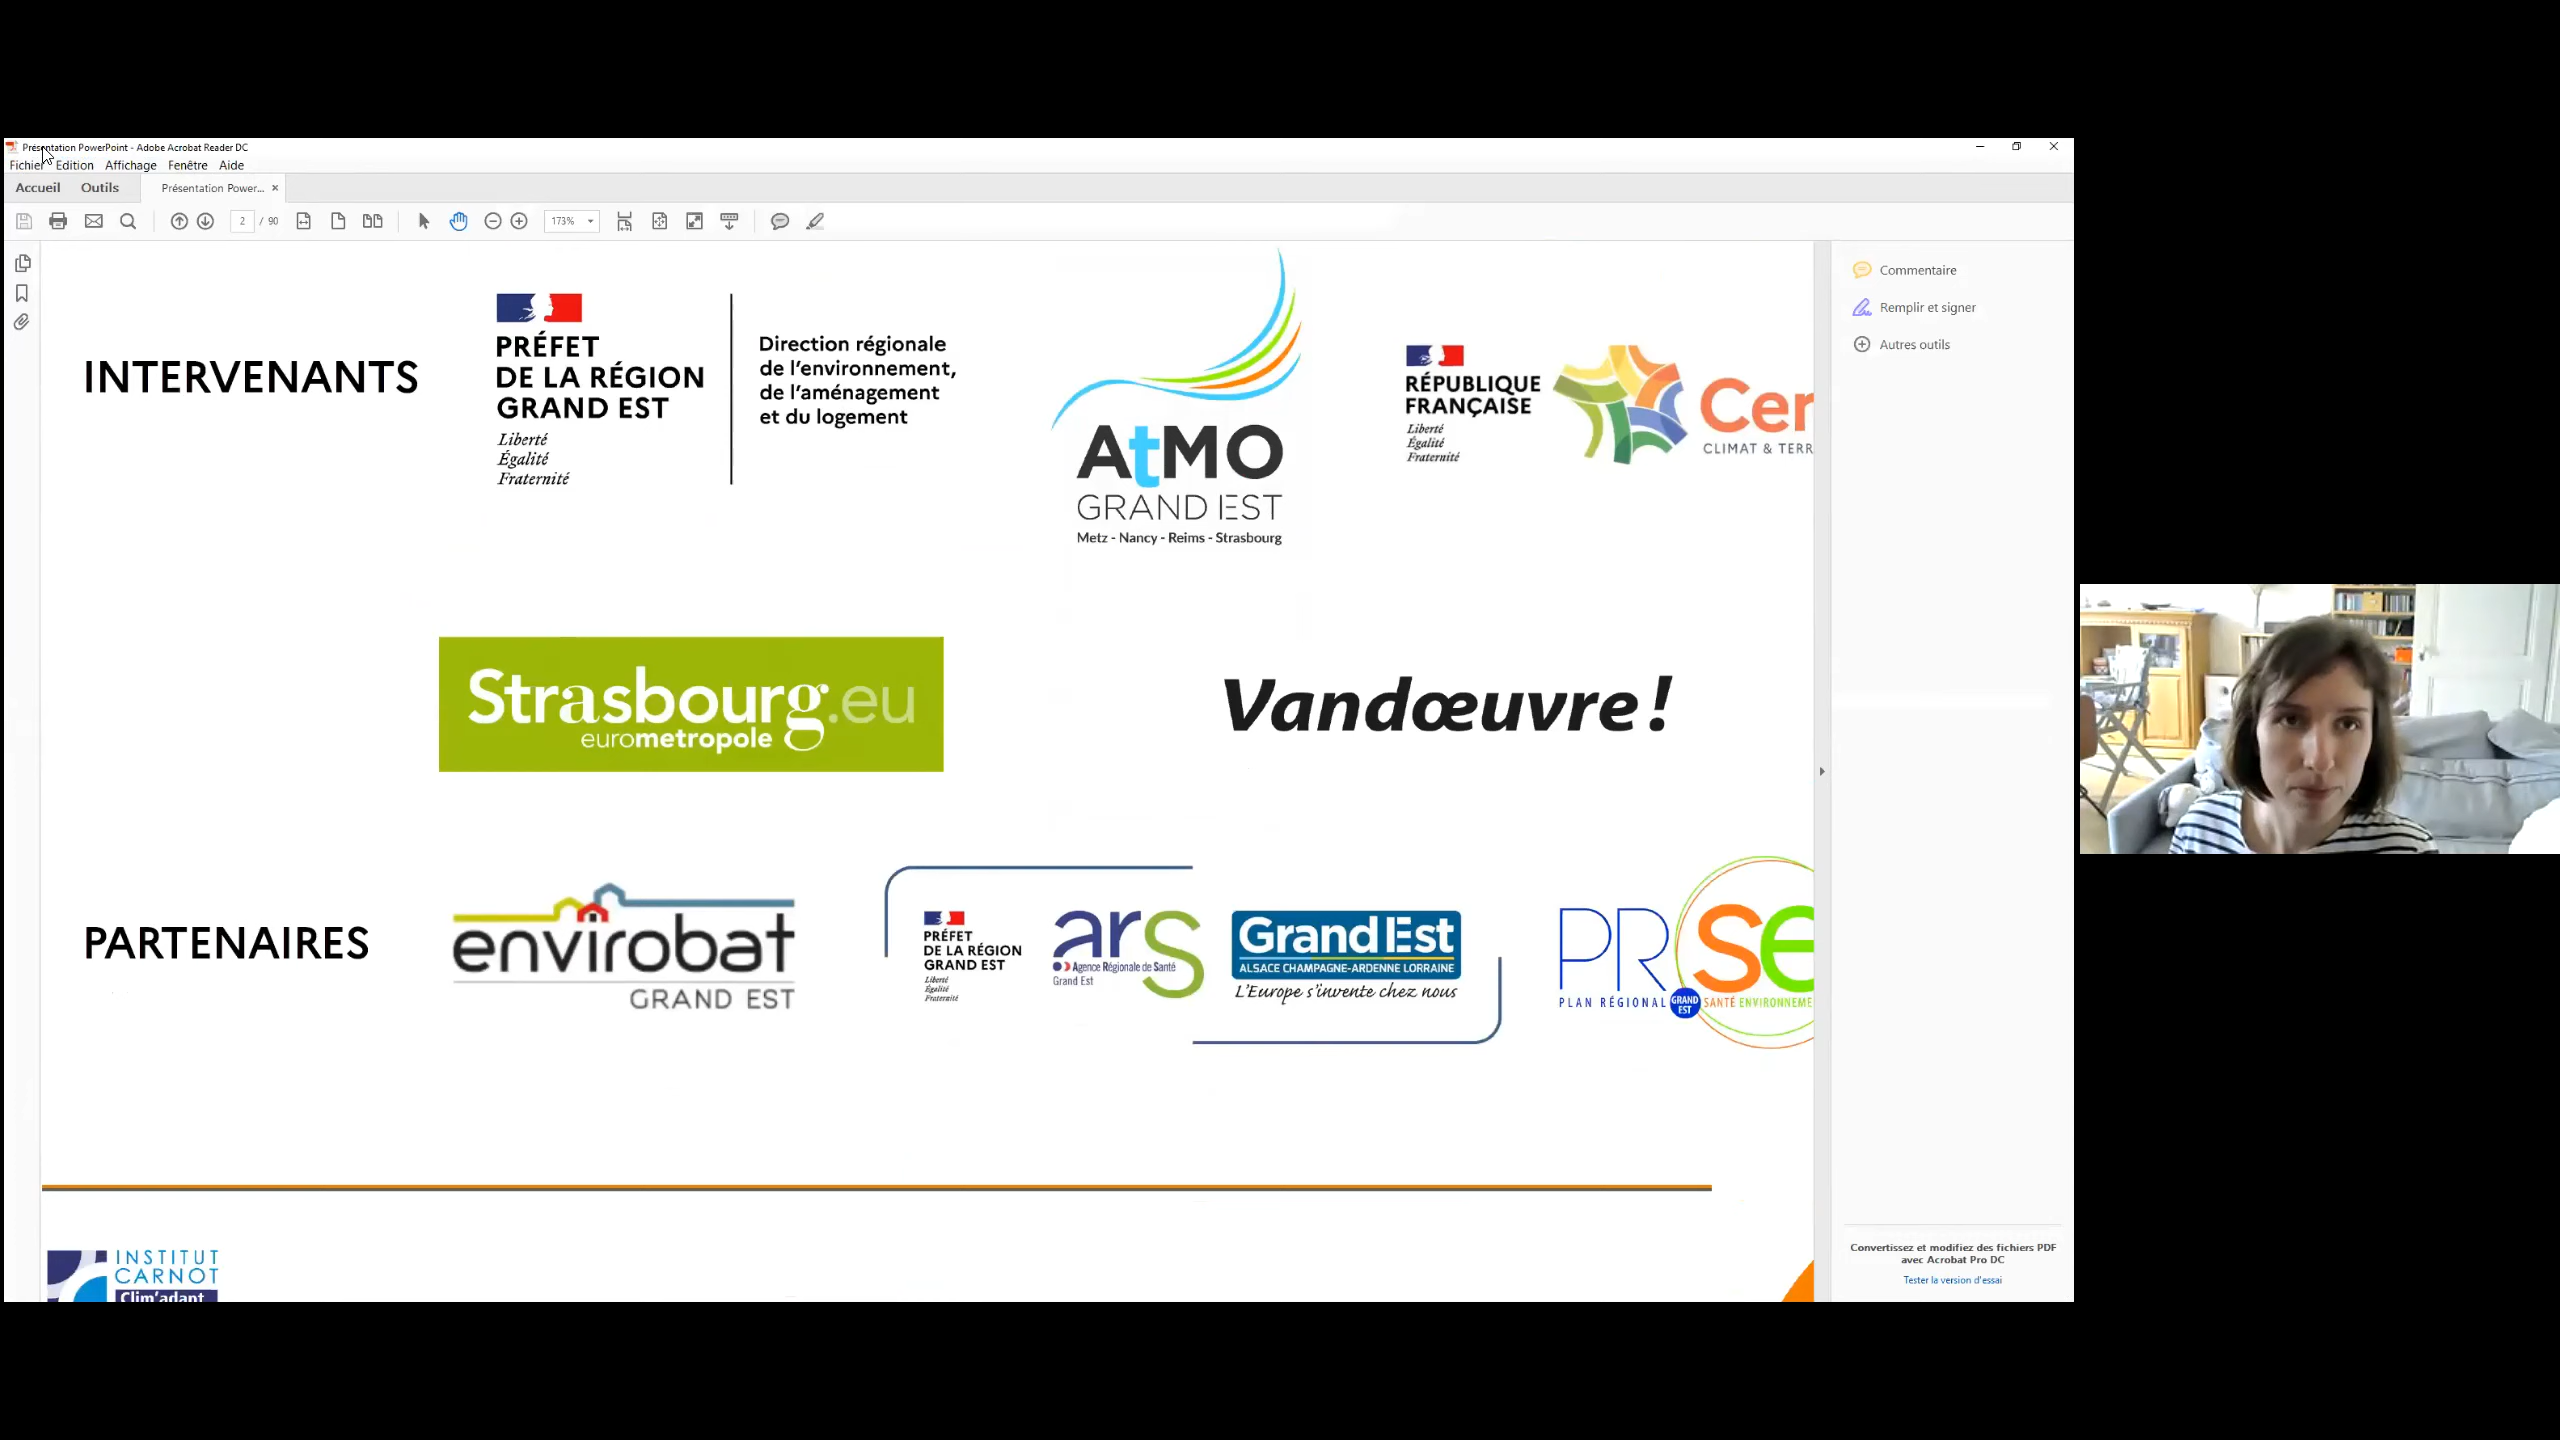 Présentation PowerPoint - Adobe Acrobat Reader DC
Fichier Edition Affichage Fenêtre Aide
Accueil Outils Présentation Power... ×
2 / 90 173%
Commentaire
Remplir et signer
Autres outils
INTERVENANTS
PRÉFET
DE LA RÉGION
GRAND EST
Liberté
Égalité
Fraternité
Direction régionale
de l'environnement,
de l'aménagement
et du logement
AtMO
GRAND EST
Metz - Nancy - Reims - Strasbourg
RÉPUBLIQUE
FRANÇAISE
Liberté
Égalité
Fraternité
Cer
CLIMAT & TERR
Strasbourg.eu
eurometropole
Vandœuvre !
PARTENAIRES
envirobat
GRAND EST
PRÉFET
DE LA RÉGION
GRAND EST
Liberté
Égalité
Fraternité
ars
Agence Régionale de Santé
Grand Est
Grand Est
ALSACE CHAMPAGNE-ARDENNE LORRAINE
L'Europe s'invente chez nous
PRSE
PLAN RÉGIONAL GRAND EST SANTÉ ENVIRONNEME
INSTITUT
CARNOT
Clim'adapt
Convertissez et modifiez des fichiers PDF
avec Acrobat Pro DC
Tester la version d'essai